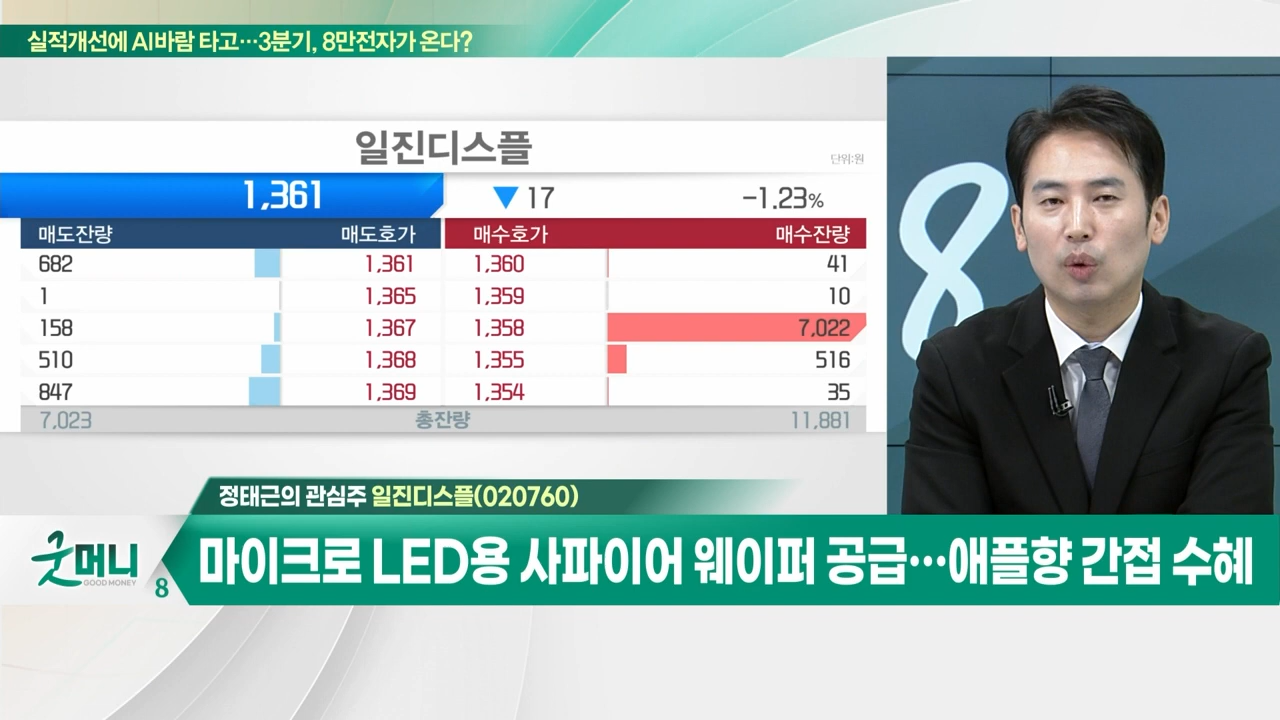 실적개선에 AI바람 타고…3분기, 8만전자가 온다?
일진디스플
단위:원
1,361 ▼ 17 -1.23%
매도잔량 매도호가 매수호가 매수잔량
682 1,361 1,360 41
1 1,365 1,359 10
158 1,367 1,358 7,022
510 1,368 1,355 516
847 1,369 1,354 35
7,023 총잔량 11,881
8
정태근의 관심주 일진디스플(020760)
굿머니 GOOD MONEY 8
마이크로 LED용 사파이어 웨이퍼 공급…애플향 간접 수혜